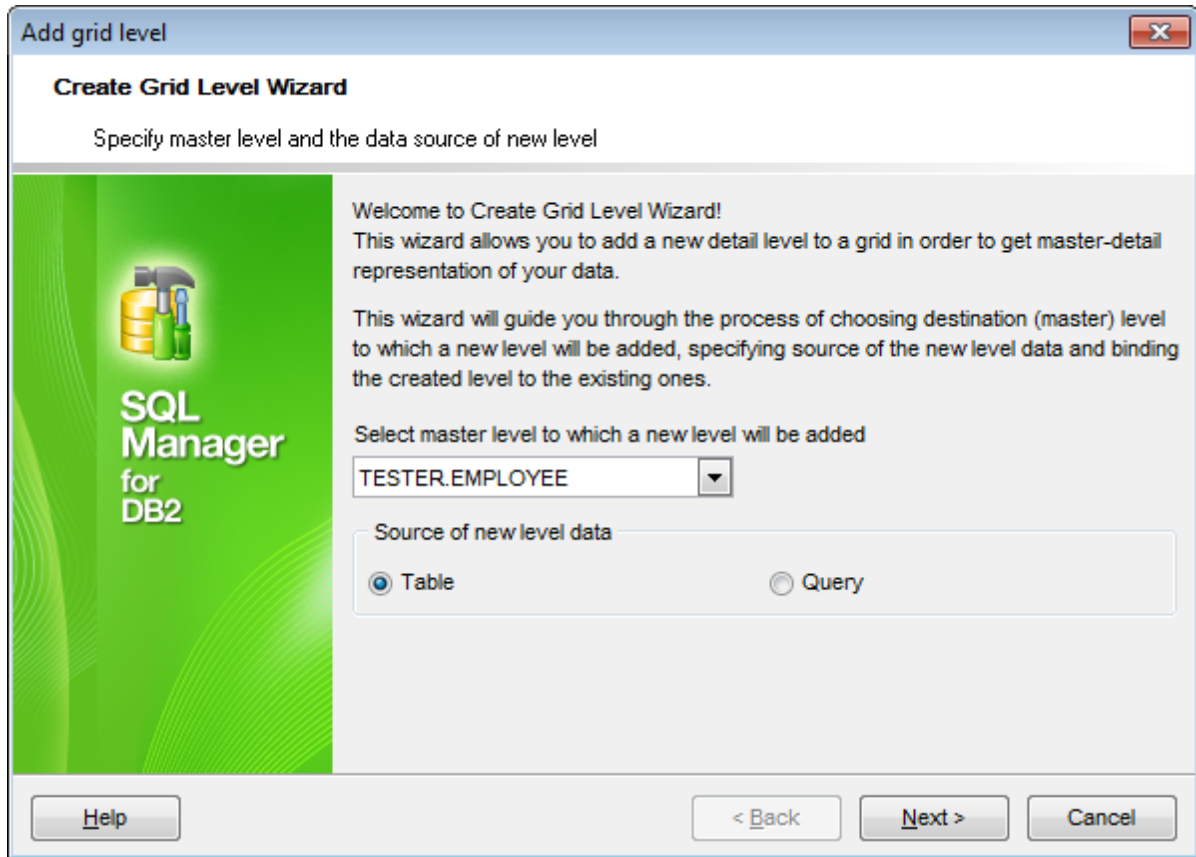 Add grid level
Create Grid Level Wizard
Specify master level and the data source of new level
Welcome to Create Grid Level Wizard!
This wizard allows you to add a new detail level to a grid in order to get master-detail
representation of your data.
This wizard will guide you through the process of choosing destination (master) level
to which a new level will be added, specifying source of the new level data and binding
the created level to the existing ones.
SQL
Manager
for
DB2
Select master level to which a new level will be added
TESTER.EMPLOYEE
Source of new level data
Table
Query
Help
< Back
Next >
Cancel